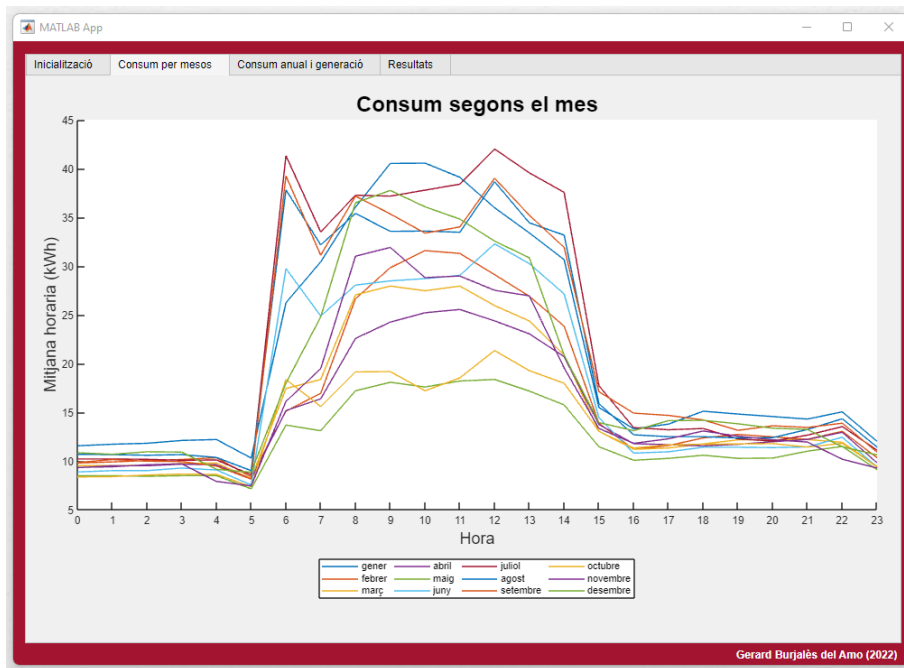 MATLAB App
Inicialització Consum per mesos Consum anual i generació Resultats
Consum segons el mes
Mitjana horaria (kWh)
45
40
35
30
25
20
15
10
5
0 1 2 3 4 5 6 7 8 9 10 11 12 13 14 15 16 17 18 19 20 21 22 23
Hora
gener abril juliol octubre
febrer maig agost novembre
març juny setembre desembre
Gerard Burjalès del Amo (2022)